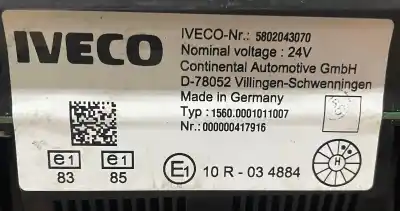 IVECO
IVECO-Nr.: 5802043070
Nominal voltage : 24V
Continental Automotive GmbH
D-78052 Villingen-Schwenningen
Made in Germany
Typ : 1560.0001011007
Nr.: 000000417916
e1 e1
83 85
E1 10 R - 03 4884
H